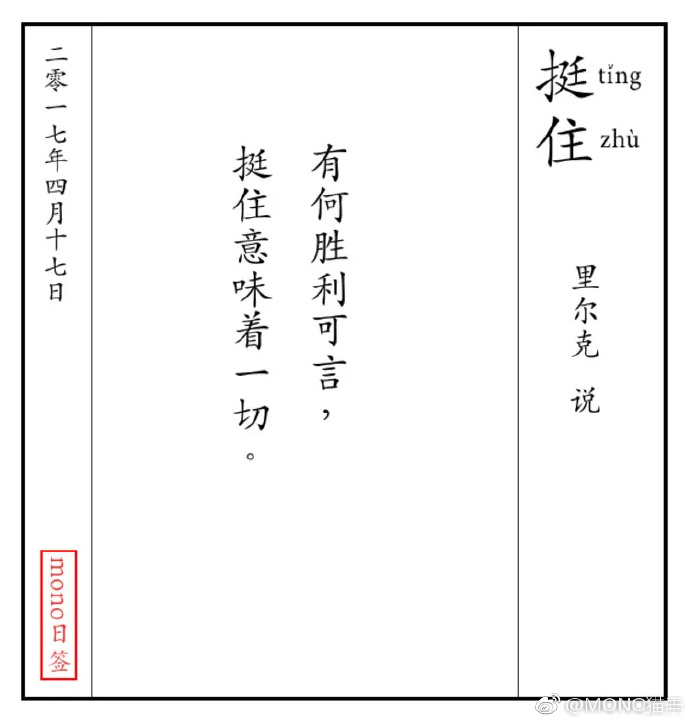 挺 tǐng
住 zhù
里尔克 说
有何胜利可言，
挺住意味着一切。
二零一七年四月十七日
mono日签
@MONO猫弄